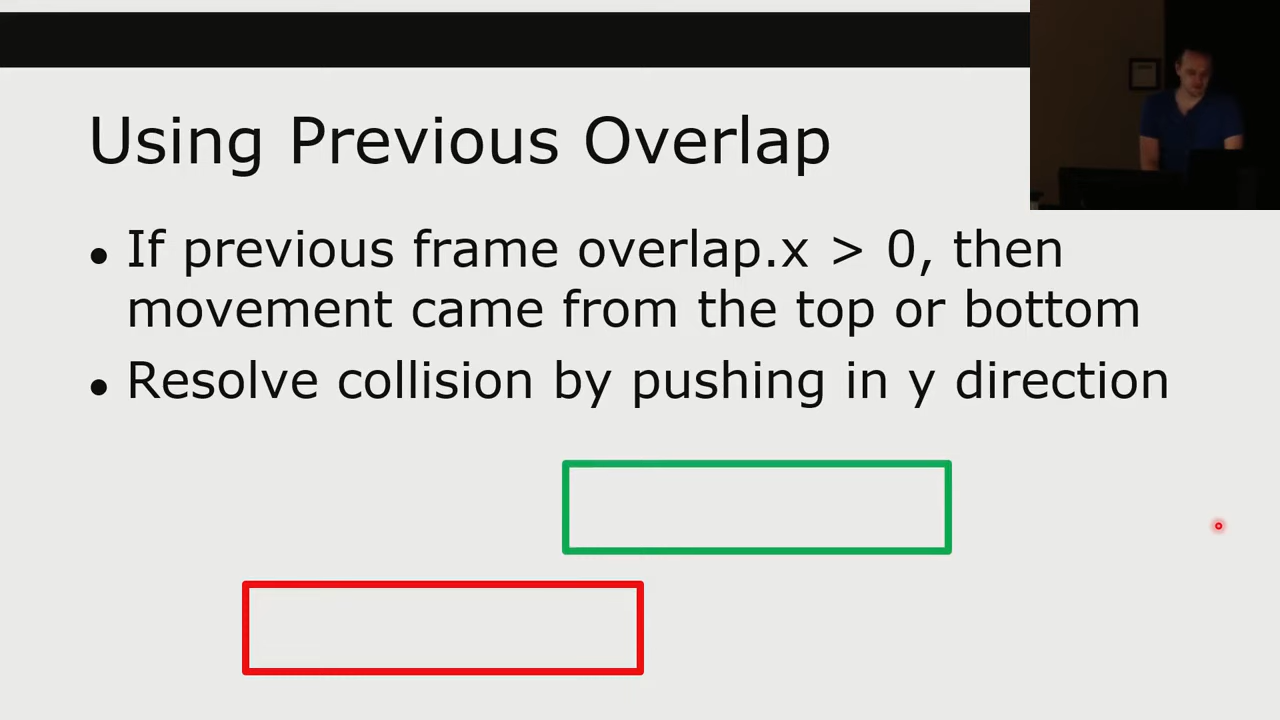 Using Previous Overlap
• If previous frame overlap.x > 0, then
movement came from the top or bottom
• Resolve collision by pushing in y direction